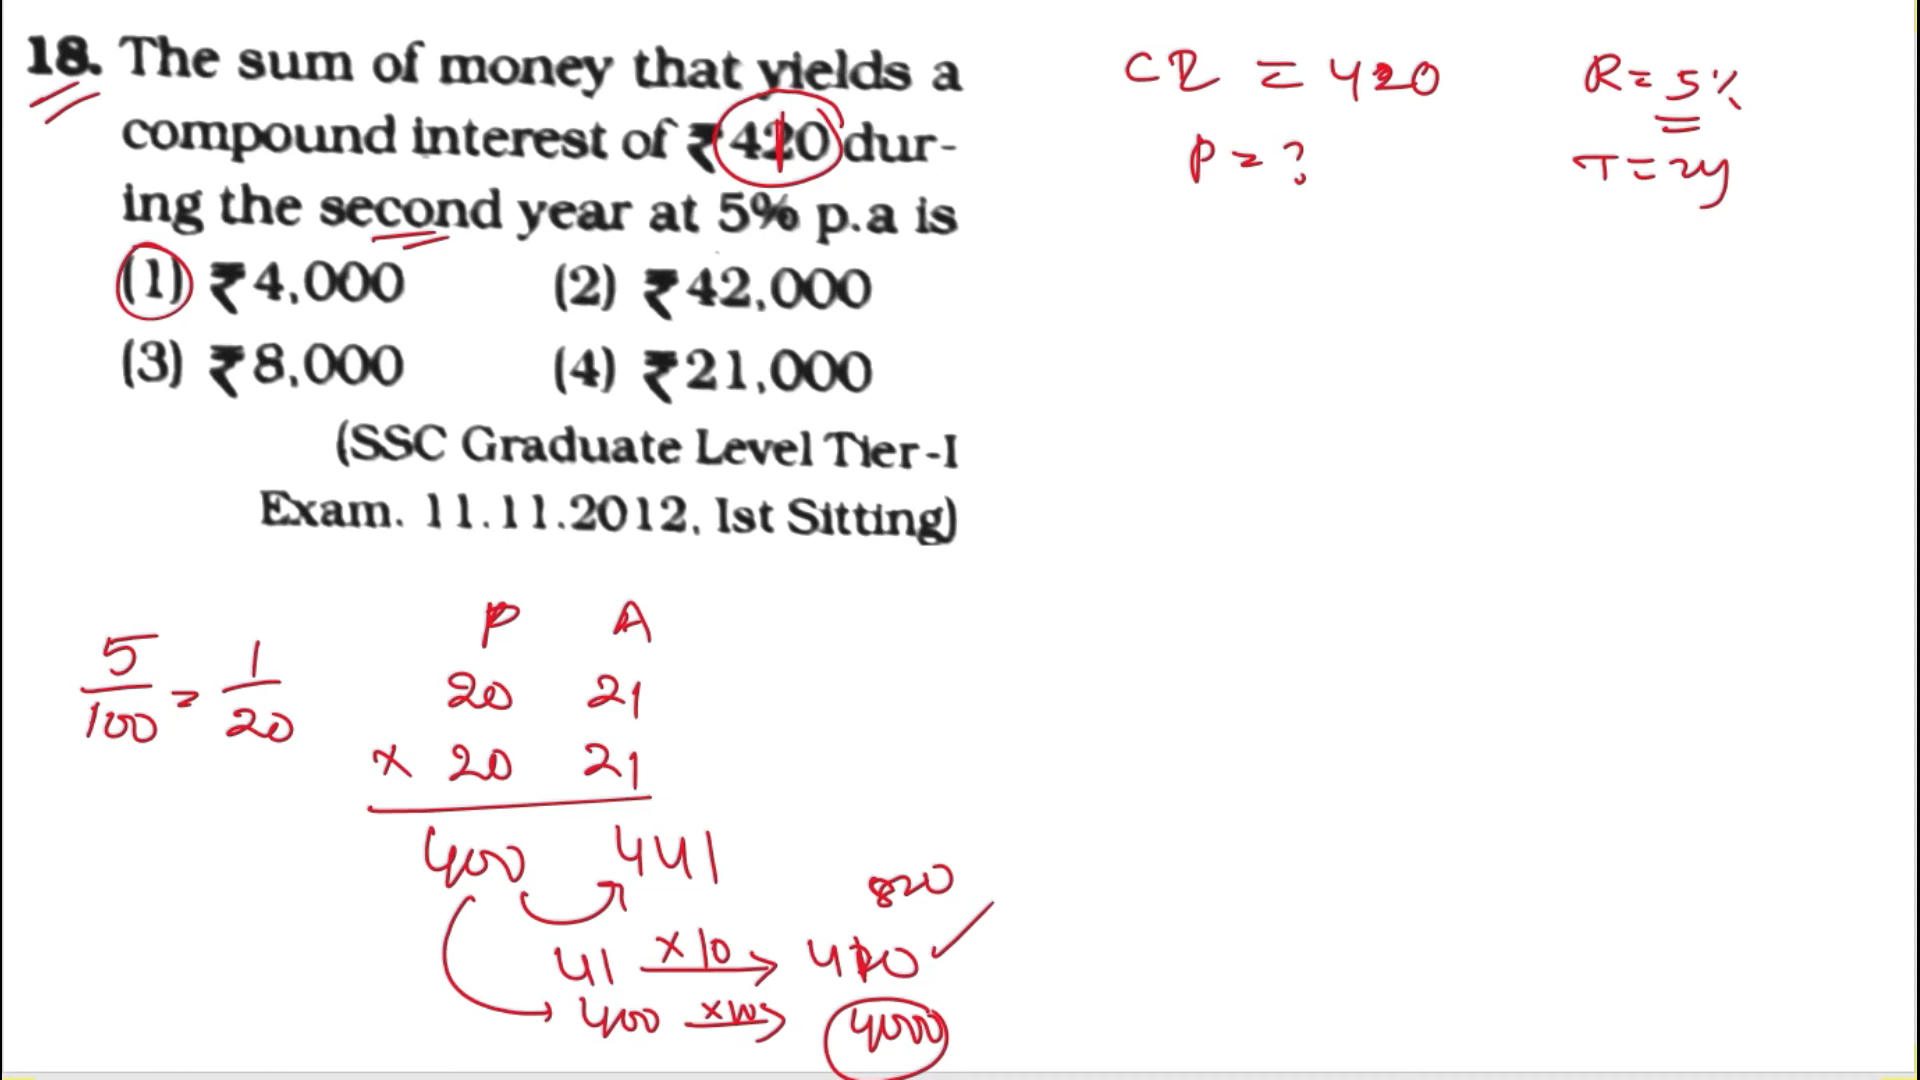 18. The sum of money that yields a
compound interest of ₹420 dur-
ing the second year at 5% p.a is
(1) ₹4,000 (2) ₹42,000
(3) ₹8,000 (4) ₹21,000
(SSC Graduate Level Tier-I
Exam. 11.11.2012, Ist Sitting)
CI = 420 R = 5%
P = ? T = 2y
P A
5/100 = 1/20
20 21
× 20 21
400 441
820
41 ×10 → 410 ✓
400 ×10 → 4000